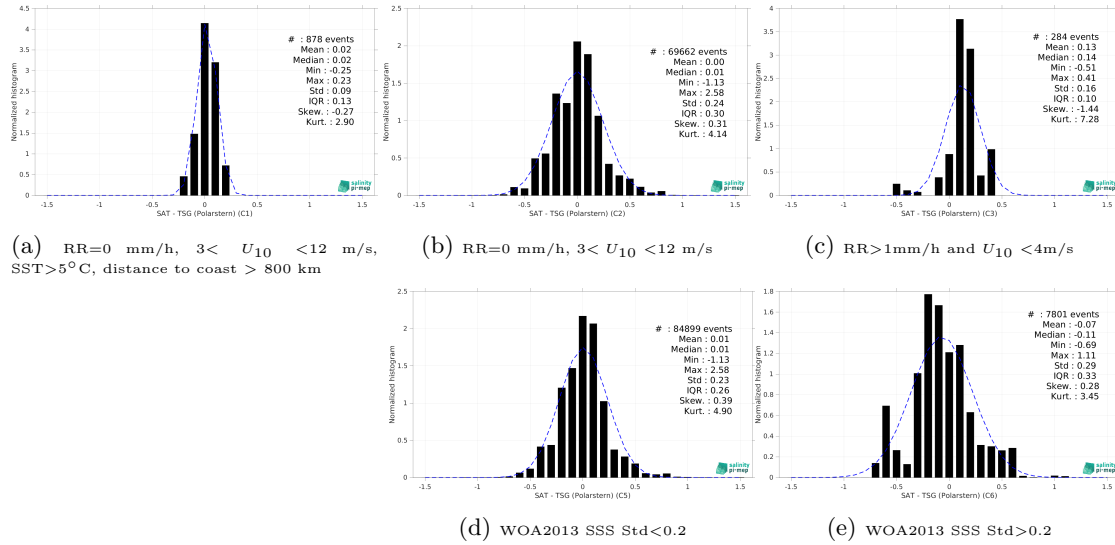 4.5
4
3.5
3
2.5
2
1.5
1
0.5
0
Normalized histogram
# : 878 events
Mean : 0.02
Median : 0.02
Min : -0.25
Max : 0.23
Std : 0.09
IQR : 0.13
Skew. : -0.27
Kurt. : 2.90
salinity
pi-mep
-1.5 -1 -0.5 0 0.5 1 1.5
SAT - TSG (Polarstern) (C1)
(a) RR=0 mm/h, 3< U10 <12 m/s,
SST>5°C, distance to coast > 800 km
2.5
2
1.5
1
0.5
0
Normalized histogram
# : 69662 events
Mean : 0.00
Median : 0.01
Min : -1.13
Max : 2.58
Std : 0.24
IQR : 0.30
Skew. : 0.31
Kurt. : 4.14
salinity
pi-mep
-1.5 -1 -0.5 0 0.5 1 1.5
SAT - TSG (Polarstern) (C2)
(b) RR=0 mm/h, 3< U10 <12 m/s
4
3.5
3
2.5
2
1.5
1
0.5
0
Normalized histogram
# : 284 events
Mean : 0.13
Median : 0.14
Min : -0.51
Max : 0.41
Std : 0.16
IQR : 0.10
Skew. : -1.44
Kurt. : 7.28
salinity
pi-mep
-1.5 -1 -0.5 0 0.5 1 1.5
SAT - TSG (Polarstern) (C3)
(c) RR>1mm/h and U10 <4m/s
2.5
2
1.5
1
0.5
0
Normalized histogram
# : 84899 events
Mean : 0.01
Median : 0.01
Min : -1.13
Max : 2.58
Std : 0.23
IQR : 0.26
Skew. : 0.39
Kurt. : 4.90
salinity
pi-mep
-1.5 -1 -0.5 0 0.5 1 1.5
SAT - TSG (Polarstern) (C5)
(d) WOA2013 SSS Std<0.2
1.8
1.6
1.4
1.2
1
0.8
0.6
0.4
0.2
0
Normalized histogram
# : 7801 events
Mean : -0.07
Median : -0.11
Min : -0.69
Max : 1.11
Std : 0.29
IQR : 0.33
Skew. : 0.28
Kurt. : 3.45
salinity
pi-mep
-1.5 -1 -0.5 0 0.5 1 1.5
SAT - TSG (Polarstern) (C6)
(e) WOA2013 SSS Std>0.2